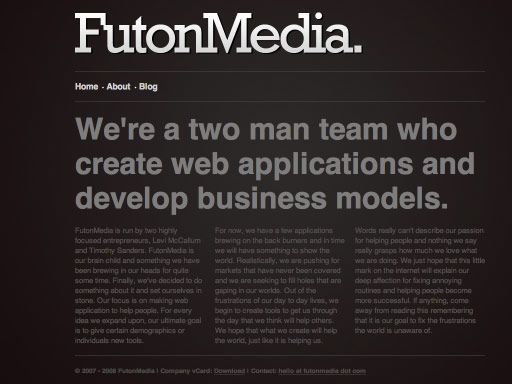 FutonMedia.
Home · About · Blog
We're a two man team who
create web applications and
develop business models.
FutonMedia is run by two highly
focused entrepreneurs, Levi McCallum
and Timothy Sanders. FutonMedia is
our brain child and something we have
been brewing in our heads for quite
some time. Finally, we've decided to do
something about it and set ourselves in
stone. Our focus is on making web
application to help people. For every
idea we expand upon, our ultimate goal
is to give certain demographics or
individuals new tools.
For now, we have a few applications
brewing on the back burners and in time
we will have something to show the
world. Realistically, we are pushing for
markets that have never been covered
and we are seeking to fill holes that are
gaping in our worlds. Out of the
frustrations of our day to day lives, we
begin to create tools to get us through
the day that we think will help others.
We hope that what we create will help
the world, just like it is helping us.
Words really can't describe our passion
for helping people and nothing we say
really grasps how much we love what
we are doing. We just hope that this little
mark on the internet will explain our
deep affection for fixing annoying
routines and helping people become
more successful. If anything, come
away from reading this remembering
that it is our goal to fix the frustrations
the world is unaware of.
© 2007 - 2008 FutonMedia | Company vCard: Download | Contact: hello at futonmedia dot com